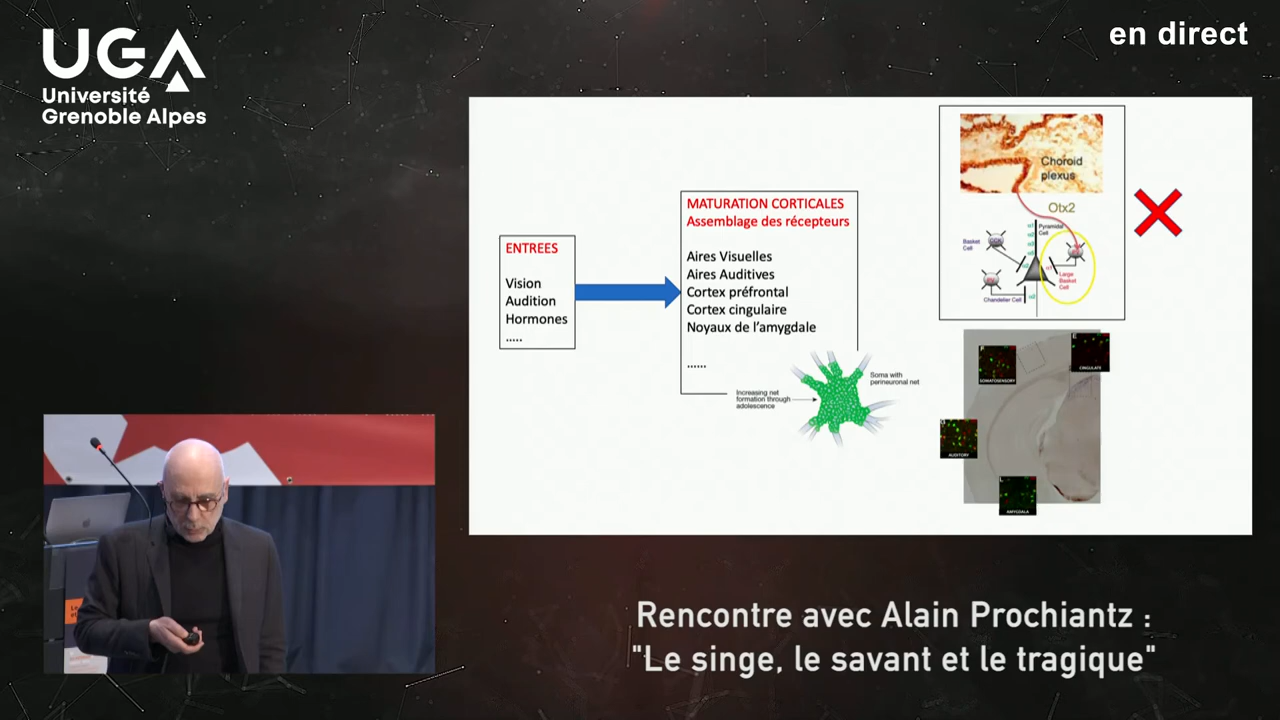 UGA
Université
Grenoble Alpes
en direct
ENTREES
Vision
Audition
Hormones
.....
MATURATION CORTICALES
Assemblage des récepteurs
Aires Visuelles
Aires Auditives
Cortex préfrontal
Cortex cingulaire
Noyaux de l'amygdale
......
Increasing net
formation through
adolescence
Soma with
perineuronal net
Choroid
plexus
Otx2
Pyramidal
Cell
Basket
Cell
Large
Basket
Cell
Chandelier Cell
SOMATOSENSORY
CINGULATE
AUDITORY
AMYGDALA
Rencontre avec Alain Prochiantz :
"Le singe, le savant et le tragique"